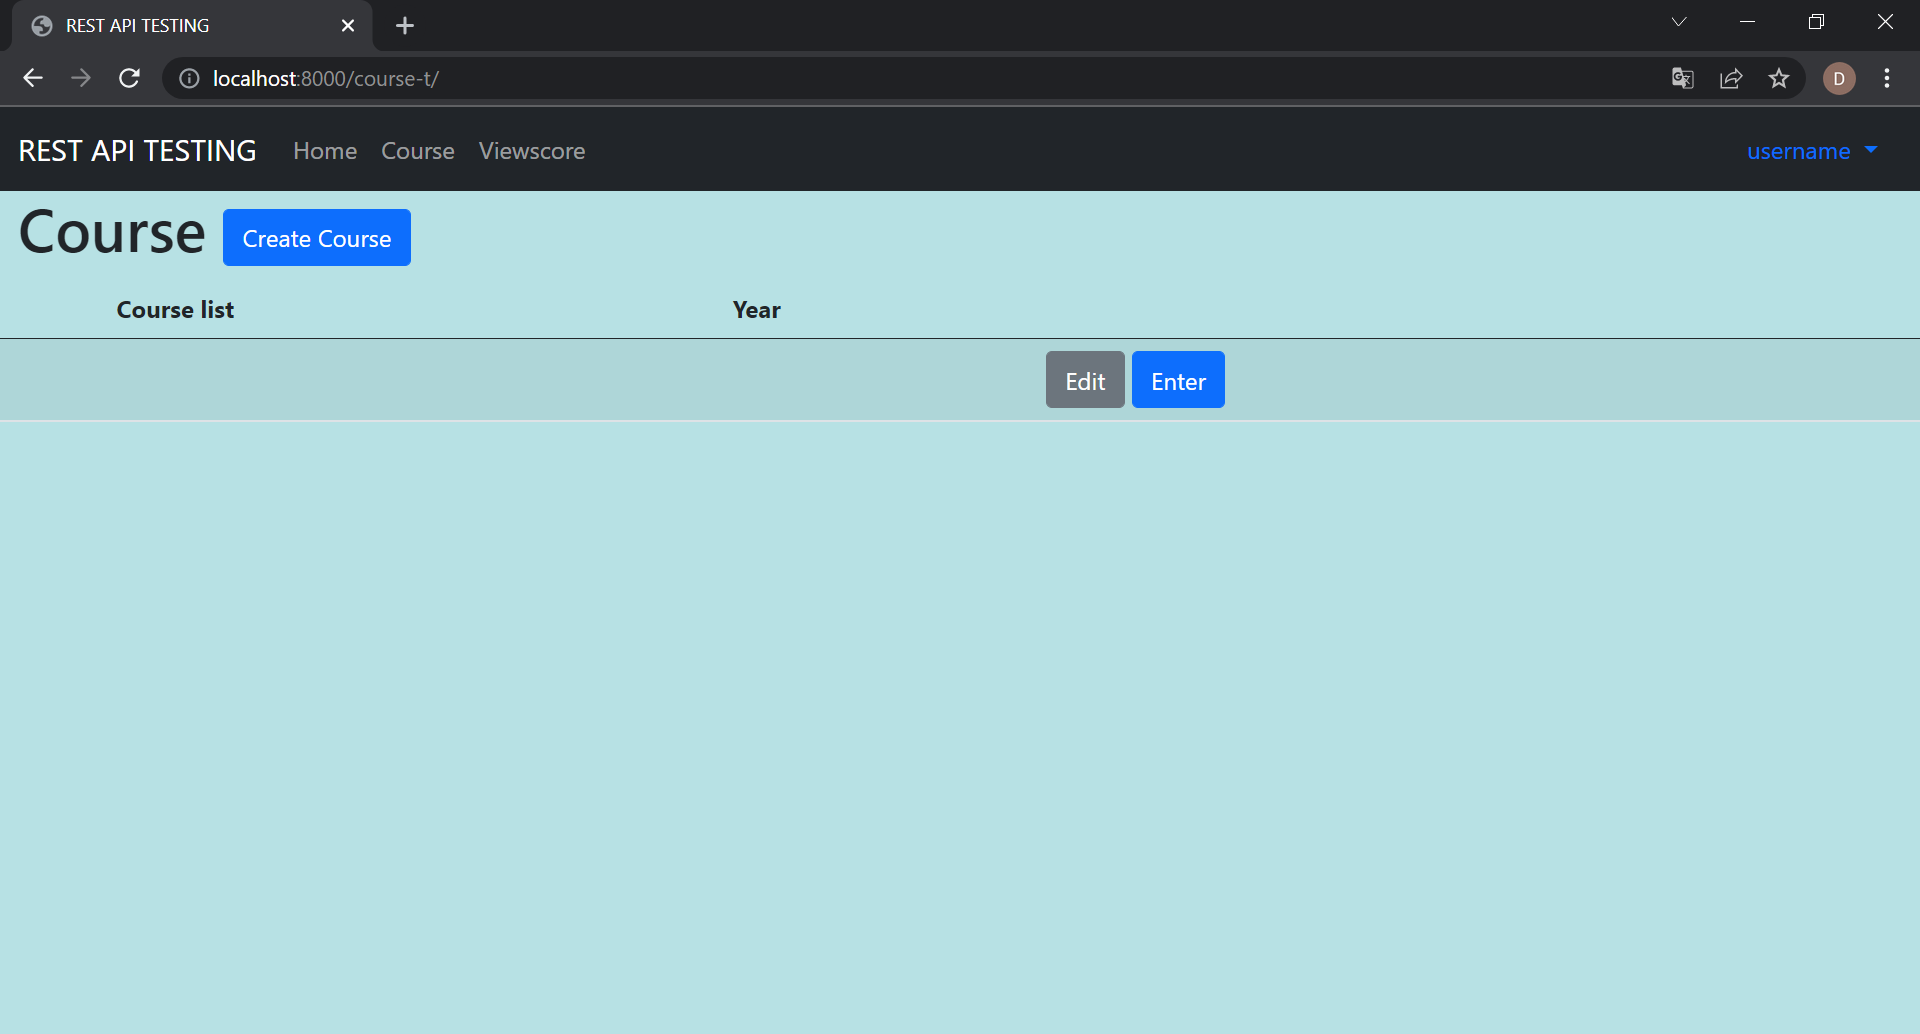 REST API TESTING
localhost:8000/course-t/
D
REST API TESTING Home Course Viewscore username
Course Create Course
Course list Year
Edit Enter